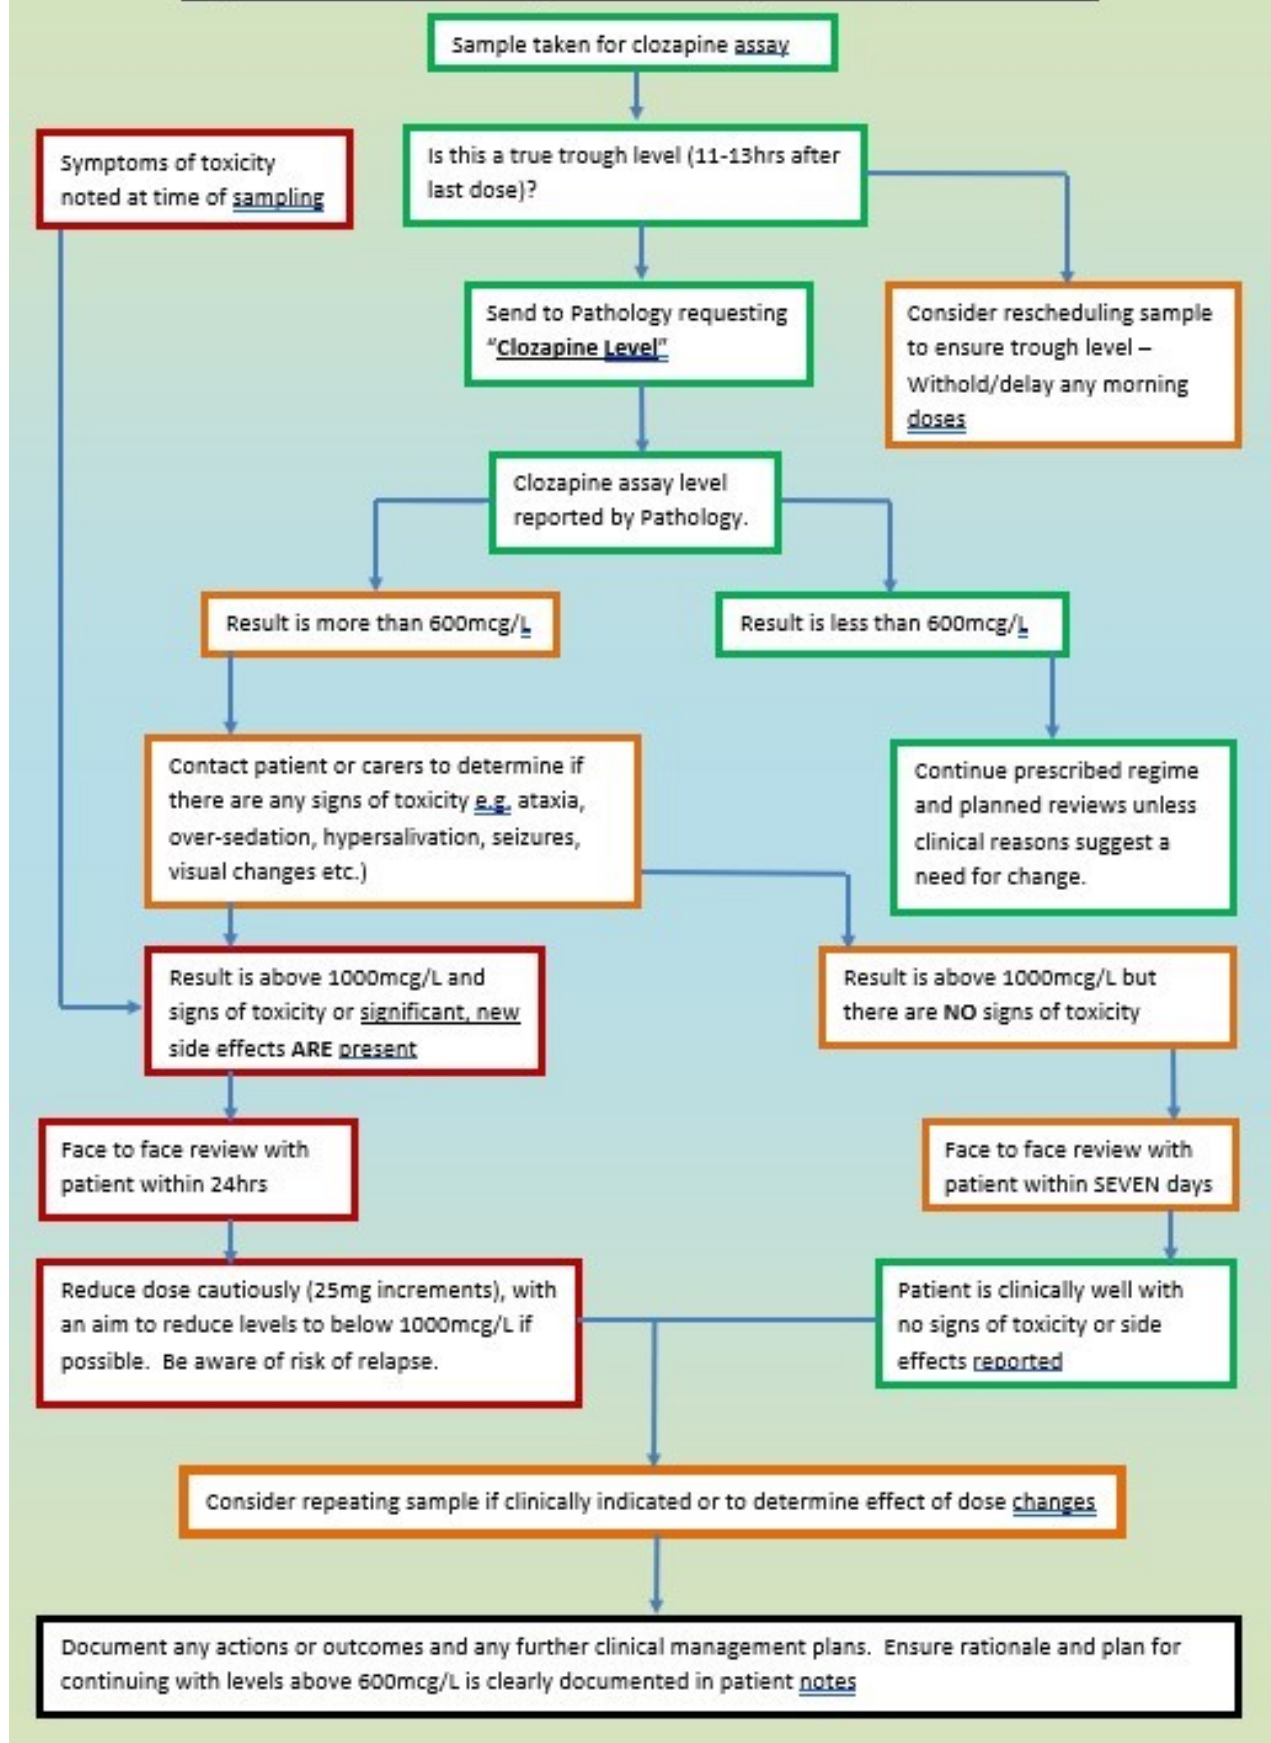 Sample taken for clozapine assay
Symptoms of toxicity
noted at time of sampling
Is this a true trough level (11-13hrs after
last dose)?
Send to Pathology requesting
“Clozapine Level”
Consider rescheduling sample
to ensure trough level –
Withold/delay any morning
doses
Clozapine assay level
reported by Pathology.
Result is more than 600mcg/L
Result is less than 600mcg/L
Contact patient or carers to determine if
there are any signs of toxicity e.g. ataxia,
over-sedation, hypersalivation, seizures,
visual changes etc.)
Continue prescribed regime
and planned reviews unless
clinical reasons suggest a
need for change.
Result is above 1000mcg/L and
signs of toxicity or significant, new
side effects ARE present
Result is above 1000mcg/L but
there are NO signs of toxicity
Face to face review with
patient within 24hrs
Face to face review with
patient within SEVEN days
Reduce dose cautiously (25mg increments), with
an aim to reduce levels to below 1000mcg/L if
possible.  Be aware of risk of relapse.
Patient is clinically well with
no signs of toxicity or side
effects reported
Consider repeating sample if clinically indicated or to determine effect of dose changes
Document any actions or outcomes and any further clinical management plans.  Ensure rationale and plan for
continuing with levels above 600mcg/L is clearly documented in patient notes